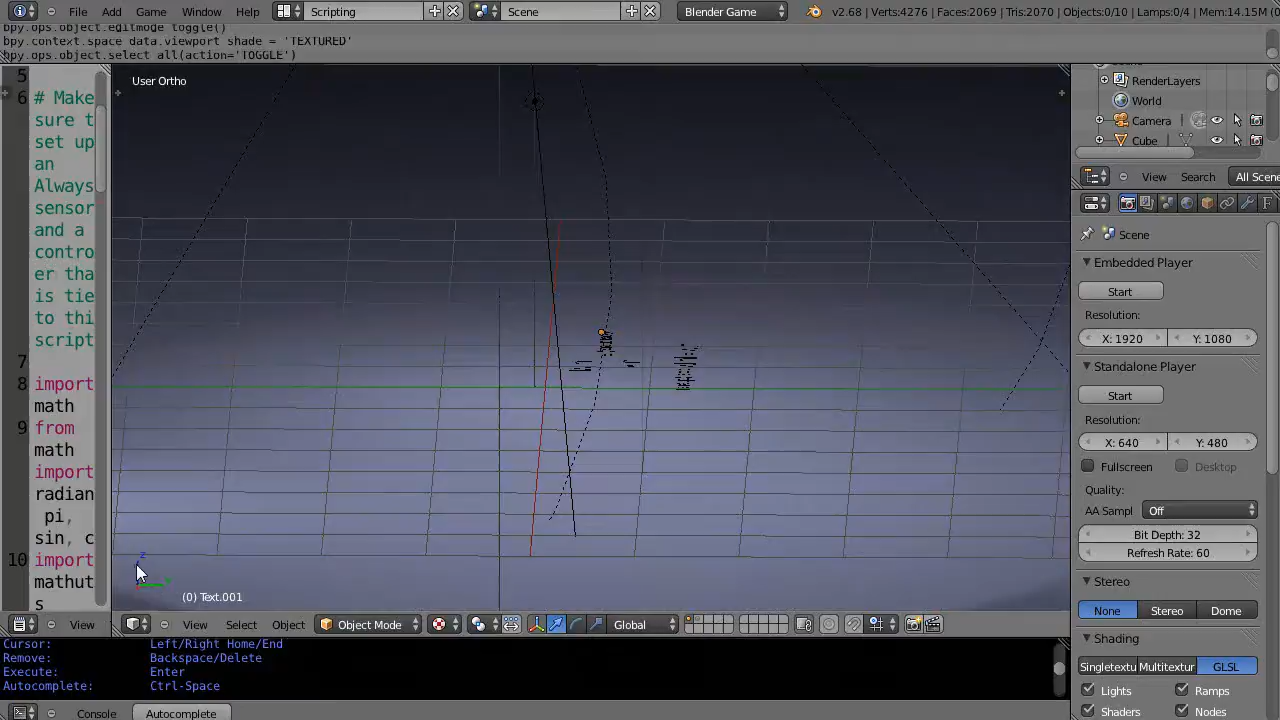 File Add Game Window Help Scripting Scene Blender Game v2.68 | Verts:4276 | Faces:2069 | Tris:2070 | Objects:0/10 | Lamps:0/4 | Mem:14.15M
bpy.ops.object.editmode_toggle()
bpy.context.space_data.viewport_shade = 'TEXTURED'
bpy.ops.object.select_all(action='TOGGLE')
5
6 # Make
sure t
set up
an
Always
sensor
and a
contro
er tha
is tie
to thi
script
7
8 import
math
9 from
math
import
radian
pi,
sin, c
10 import
mathut
s
View
User Ortho
z
(0) Text.001
View Select Object Object Mode Global
RenderLayers
World
Camera
Cube
View Search All Scene
F
Scene
Embedded Player
Start
Resolution:
X: 1920 Y: 1080
Standalone Player
Start
Resolution:
X: 640 Y: 480
Fullscreen Desktop
Quality:
AA Sampl Off
Bit Depth: 32
Refresh Rate: 60
Stereo
None Stereo Dome
Shading
Singletextu Multitextur GLSL
Lights Ramps
Shaders Nodes
Cursor: Left/Right Home/End
Remove: Backspace/Delete
Execute: Enter
Autocomplete: Ctrl-Space
Console Autocomplete